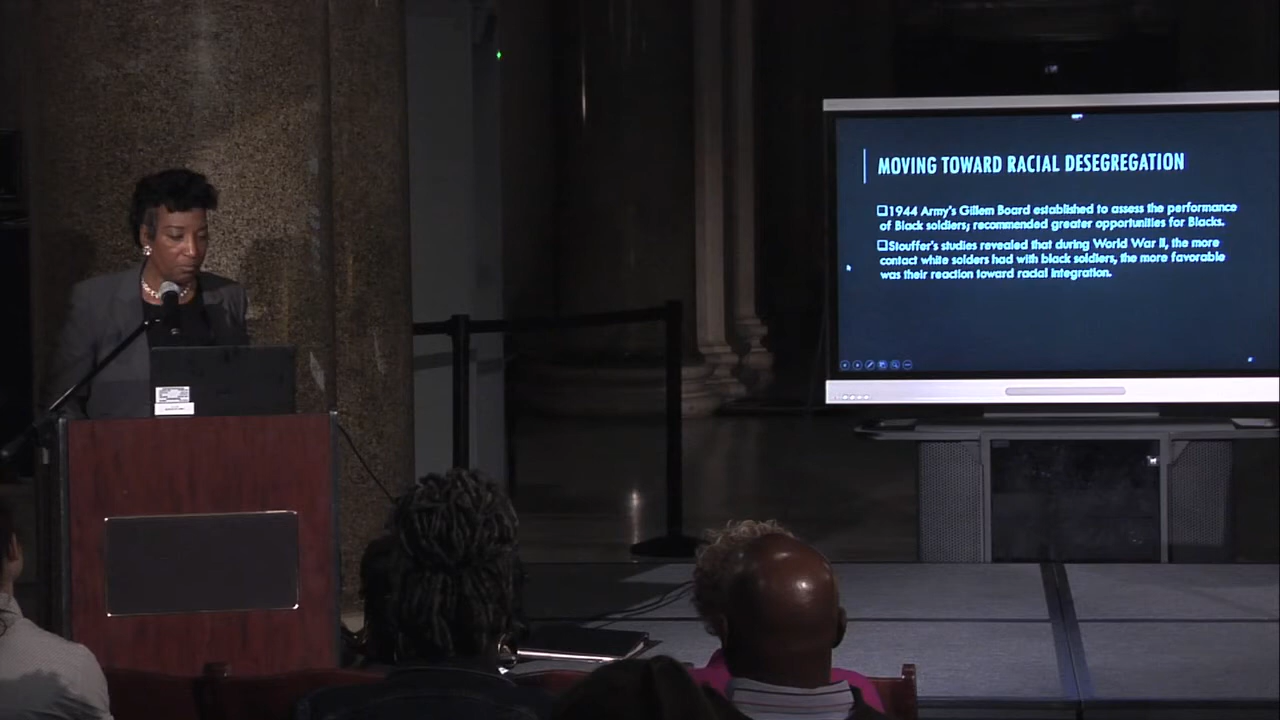 MOVING TOWARD RACIAL DESEGREGATION
❑1944 Army's Gillem Board established to assess the performance
of Black soldiers; recommended greater opportunities for Blacks.
❑Stouffer's studies revealed that during World War II, the more
contact white solders had with black soldiers, the more favorable
was their reaction toward racial integration.